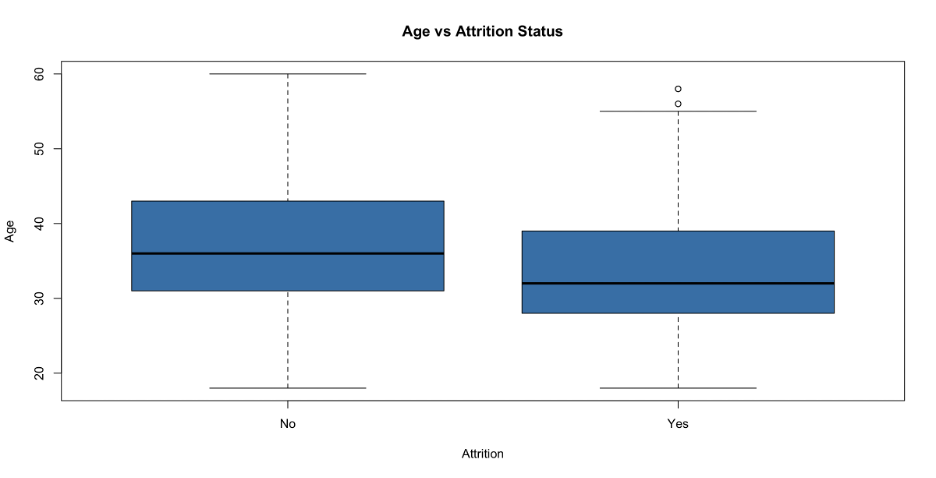 Age vs Attrition Status
Age
60
50
40
30
20
No Yes
Attrition